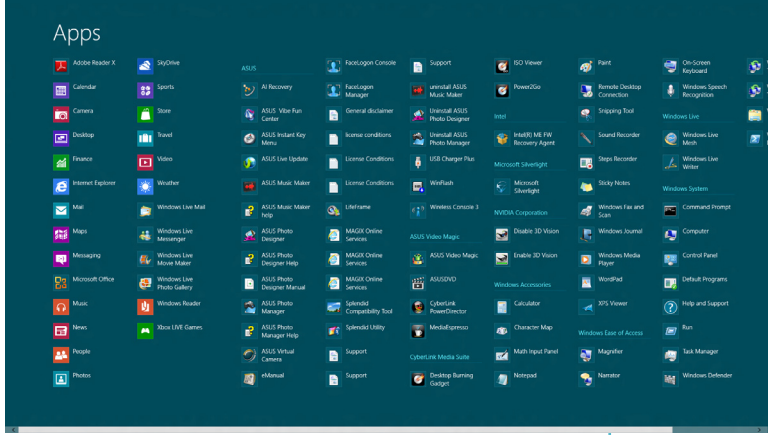 Apps
Adobe Reader X
Calendar
Camera
Desktop
Finance
Internet Explorer
Mail
Maps
Messaging
Microsoft Office
Music
News
People
Photos
SkyDrive
Sports
Store
Travel
Video
Weather
Windows Live Mail
Windows Live
Messenger
Windows Live
Movie Maker
Windows Live
Photo Gallery
Windows Reader
Xbox LIVE Games
ASUS
AI Recovery
ASUS Vibe Fun
Center
ASUS Instant Key
Menu
ASUS Live Update
ASUS Music Maker
ASUS Music Maker
help
ASUS Photo
Designer
ASUS Photo
Designer Help
ASUS Photo
Designer Manual
ASUS Photo
Manager
ASUS Photo
Manager Help
ASUS Virtual
Camera
eManual
FaceLogon Console
FaceLogon
Manager
General disclaimer
license conditions
License Conditions
License Conditions
LifeFrame
MAGIX Online
Services
MAGIX Online
Services
MAGIX Online
Services
Splendid
Compatibility Tool
Splendid Utility
Support
Support
Support
uninstall ASUS
Music Maker
Uninstall ASUS
Photo Designer
Uninstall ASUS
Photo Manager
USB Charger Plus
WinFlash
Wireless Console 3
ASUS Video Magic
ASUS Video Magic
ASUSDVD
CyberLink
PowerDirector
MediaEspresso
CyberLink Media Suite
Desktop Burning
Gadget
ISO Viewer
Power2Go
Intel
Intel(R) ME FW
Recovery Agent
Microsoft Silverlight
Microsoft
Silverlight
NVIDIA Corporation
Disable 3D Vision
Enable 3D Vision
Windows Accessories
Calculator
Character Map
Math Input Panel
Notepad
Paint
Remote Desktop
Connection
Snipping Tool
Sound Recorder
Steps Recorder
Sticky Notes
Windows Fax and
Scan
Windows Journal
Windows Media
Player
WordPad
XPS Viewer
Windows Ease of Access
Magnifier
Narrator
On-Screen
Keyboard
Windows Speech
Recognition
Windows Live
Windows Live
Mesh
Windows Live
Writer
Windows System
Command Prompt
Computer
Control Panel
Default Programs
Help and Support
Run
Task Manager
Windows Defender